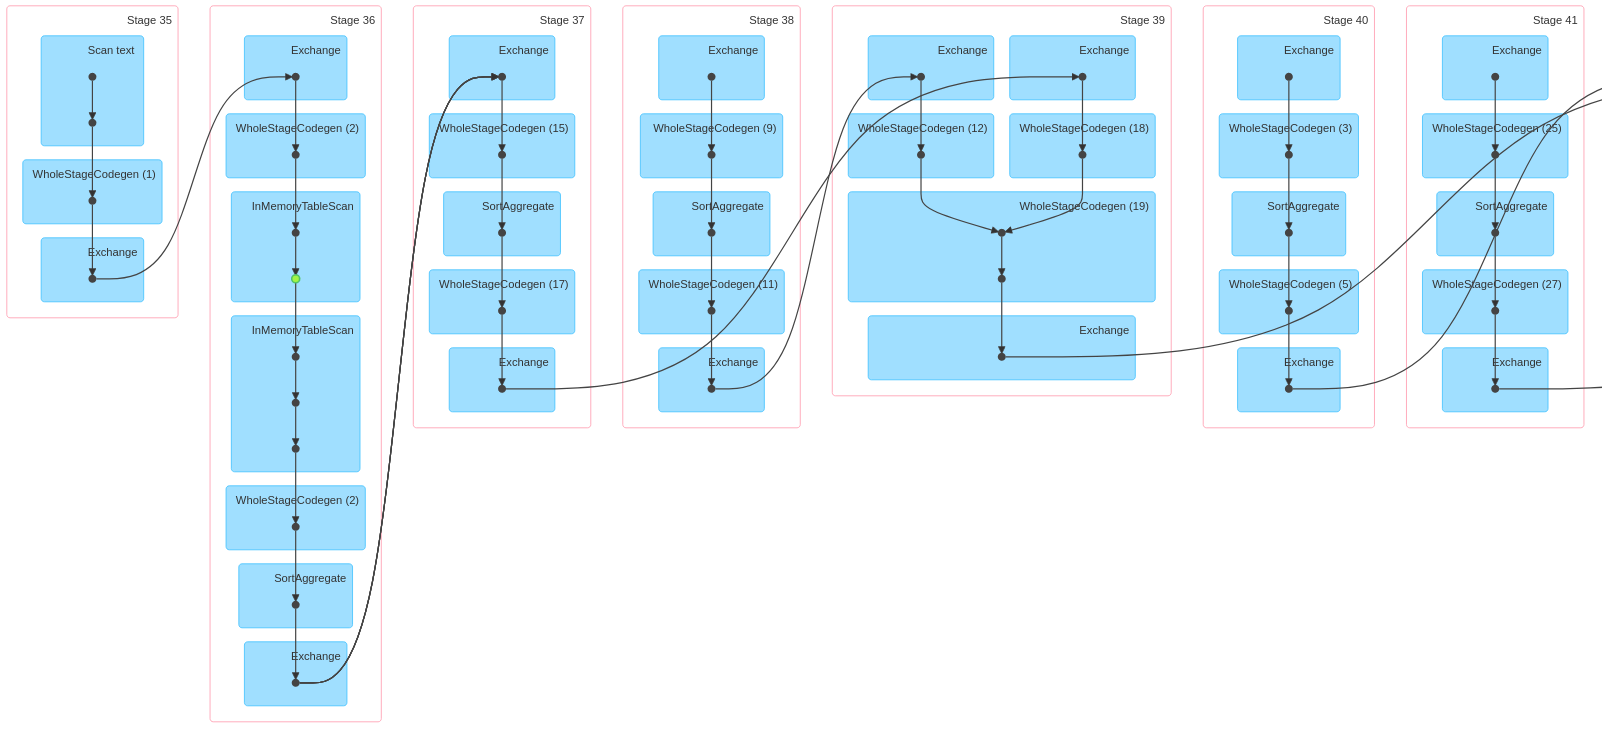 Stage 35
Scan text
WholeStageCodegen (1)
Exchange
Stage 36
Exchange
WholeStageCodegen (2)
InMemoryTableScan
InMemoryTableScan
WholeStageCodegen (2)
SortAggregate
Exchange
Stage 37
Exchange
WholeStageCodegen (15)
SortAggregate
WholeStageCodegen (17)
Exchange
Stage 38
Exchange
WholeStageCodegen (9)
SortAggregate
WholeStageCodegen (11)
Exchange
Stage 39
Exchange
Exchange
WholeStageCodegen (12)
WholeStageCodegen (18)
WholeStageCodegen (19)
Exchange
Stage 40
Exchange
WholeStageCodegen (3)
SortAggregate
WholeStageCodegen (5)
Exchange
Stage 41
Exchange
WholeStageCodegen (25)
SortAggregate
WholeStageCodegen (27)
Exchange